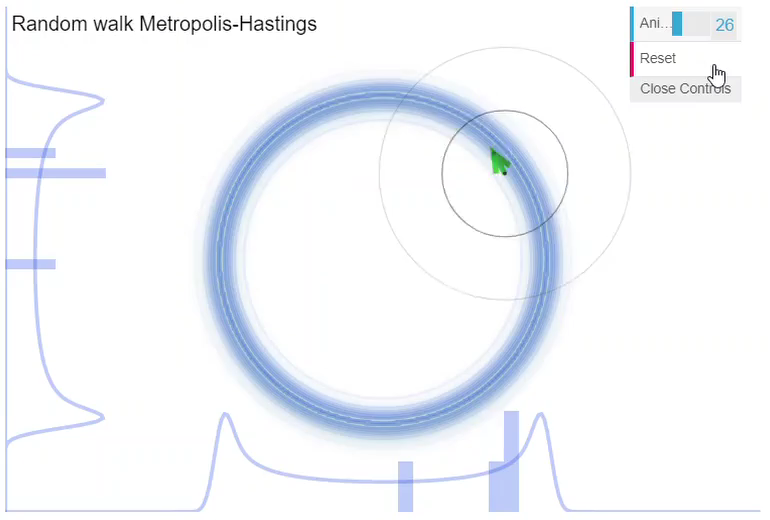 Random walk Metropolis-Hastings
Ani... 26
Reset
Close Controls